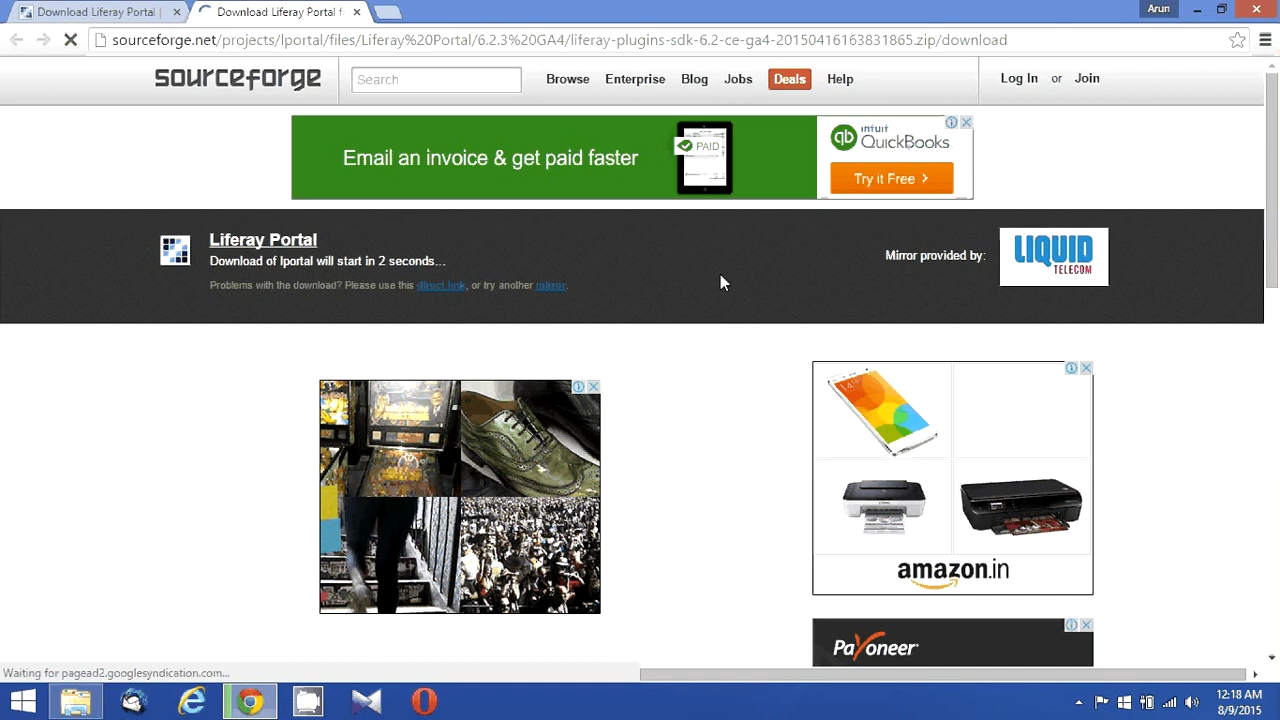 Download Liferay Portal |
Download Liferay Portal f
Arun
sourceforge.net/projects/lportal/files/Liferay%20Portal/6.2.3%20GA4/liferay-plugins-sdk-6.2-ce-ga4-20150416163831865.zip/download
sourceforge
Search
Browse Enterprise Blog Jobs Deals Help
Log In or Join
Email an invoice & get paid faster
PAID
qb
intuit
QuickBooks
Try it Free >
Liferay Portal
Download of lportal will start in 2 seconds...
Problems with the download? Please use this direct link, or try another mirror.
Mirror provided by:
LIQUID
TELECOM
amazon.in
Payoneer
Waiting for pagead2.googlesyndication.com...
12:18 AM
8/9/2015